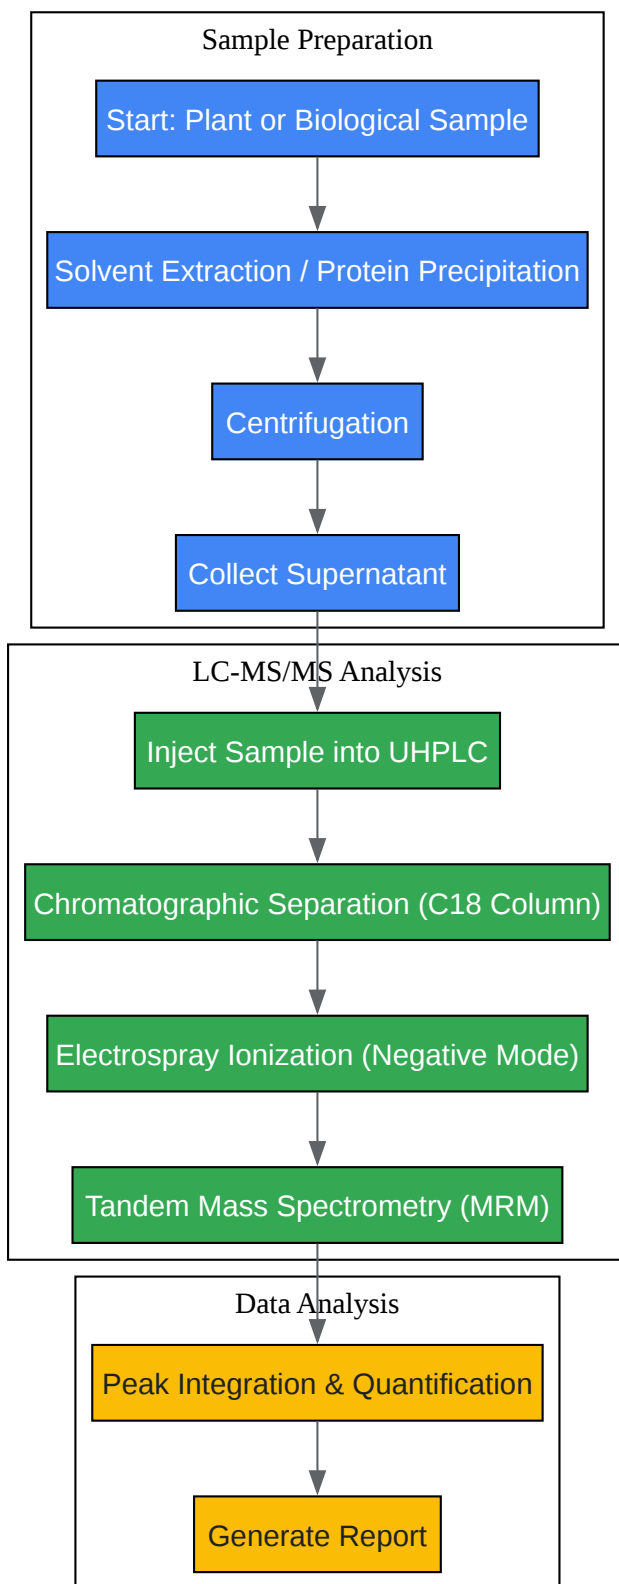 Sample Preparation
Start: Plant or Biological Sample
Solvent Extraction / Protein Precipitation
Centrifugation
Collect Supernatant
LC-MS/MS Analysis
Inject Sample into UHPLC
Chromatographic Separation (C18 Column)
Electrospray Ionization (Negative Mode)
Tandem Mass Spectrometry (MRM)
Data Analysis
Peak Integration & Quantification
Generate Report